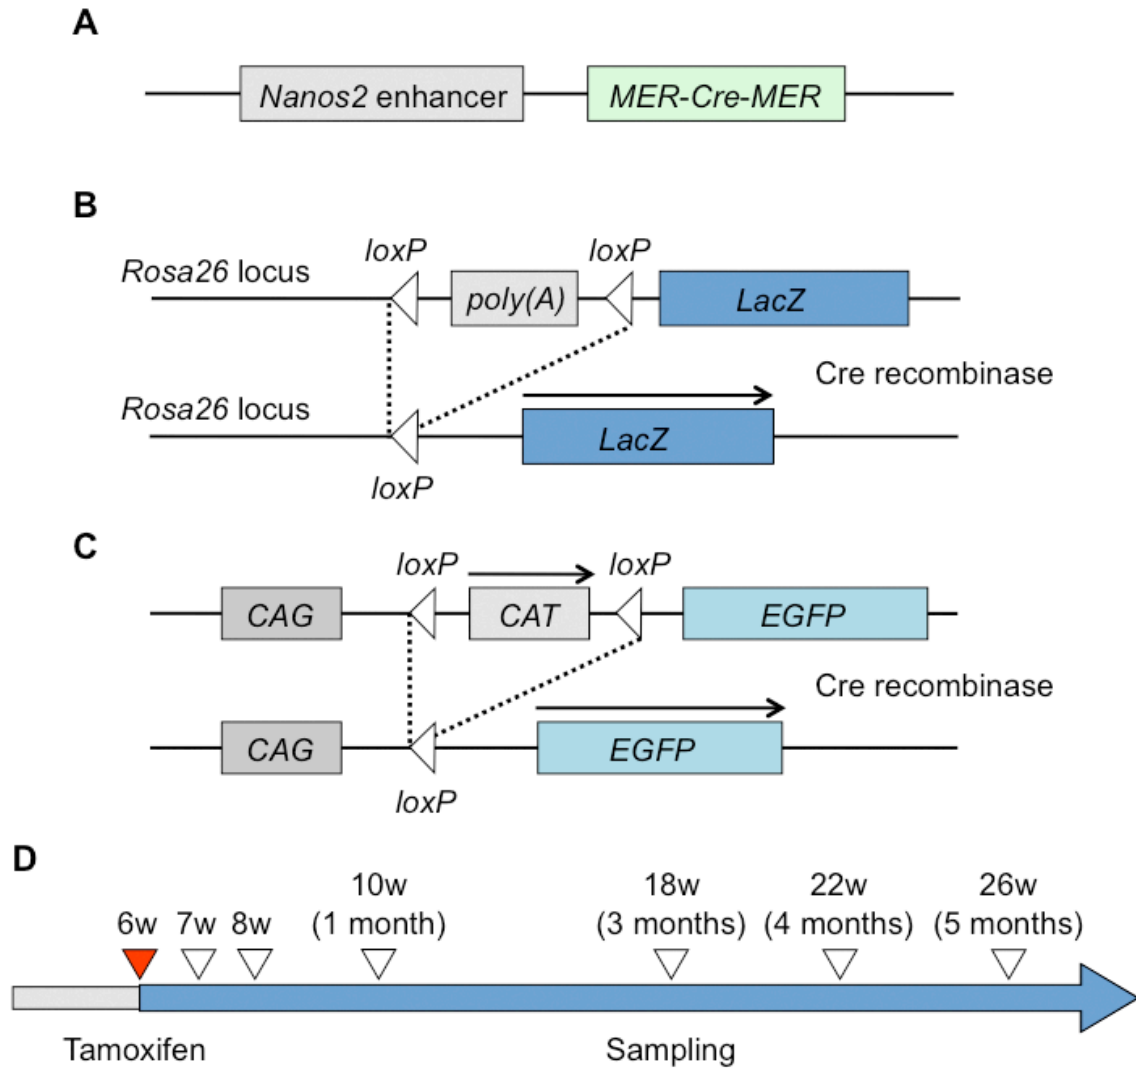 A
Nanos2 enhancer
MER-Cre-MER
B
loxP
loxP
Rosa26 locus
poly(A)
LacZ
Cre recombinase
Rosa26 locus
LacZ
loxP
C
loxP
loxP
CAG
CAT
EGFP
Cre recombinase
CAG
EGFP
loxP
D
6w
7w
8w
10w
(1 month)
18w
(3 months)
22w
(4 months)
26w
(5 months)
Tamoxifen
Sampling